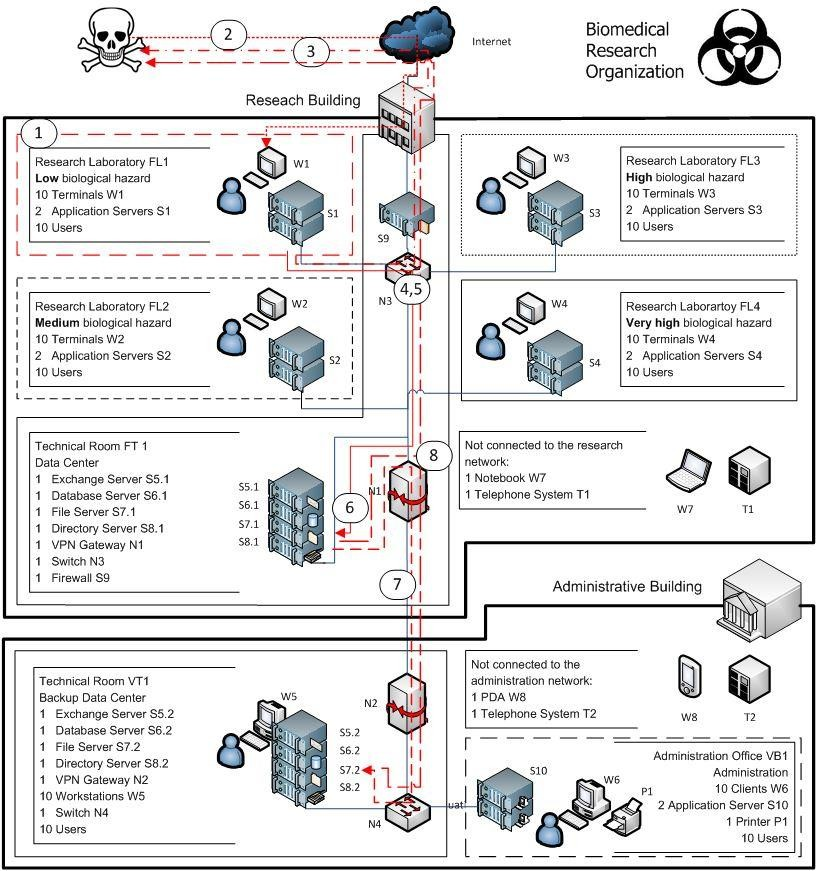 2
3
Internet
Biomedical
Research
Organization
Reseach Building
1
Research Laboratory FL1
Low biological hazard
10 Terminals W1
2 Application Servers S1
10 Users
W1
S1
S9
W3
S3
Research Laboratory FL3
High biological hazard
10 Terminals W3
2 Application Servers S3
10 Users
N3
4,5
Research Laboratory FL2
Medium biological hazard
10 Terminals W2
2 Application Servers S2
10 Users
W2
S2
W4
S4
Research Labortartoy FL4
Very high biological hazard
10 Terminals W4
2 Application Servers S4
10 Users
Technical Room FT 1
Data Center
1 Exchange Server S5.1
1 Database Server S6.1
1 File Server S7.1
1 Directory Server S8.1
1 VPN Gateway N1
1 Switch N3
1 Firewall S9
S5.1
S6.1
S7.1
S8.1
6
N1
8
Not connected to the research
network:
1 Notebook W7
1 Telephone System T1
W7
T1
7
Administrative Building
Technical Room VT1
Backup Data Center
1 Exchange Server S5.2
1 Database Server S6.2
1 File Server S7.2
1 Directory Server S8.2
1 VPN Gateway N2
10 Workstations W5
1 Switch N4
10 Users
W5
S5.2
S6.2
S7.2
S8.2
N2
N4
Not connected to the
administration network:
1 PDA W8
1 Telephone System T2
W8
T2
uat
S10
W6
P1
Administration Office VB1
Administration
10 Clients W6
2 Application Server S10
1 Printer P1
10 Users